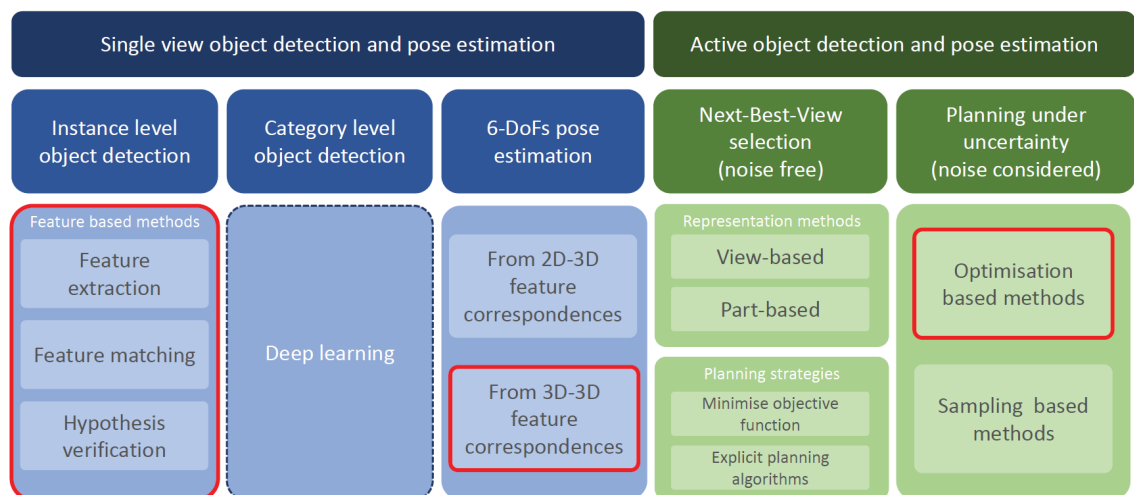 Single view object detection and pose estimation
Active object detection and pose estimation
Instance level
object detection
Category level
object detection
6-DoFs pose
estimation
Next-Best-View
selection
(noise free)
Planning under
uncertainty
(noise considered)
Feature based methods
Feature
extraction
Feature matching
Hypothesis
verification
Deep learning
From 2D-3D
feature
correspondences
From 3D-3D
feature
correspondences
Representation methods
View-based
Part-based
Planning strategies
Minimise objective
function
Explicit planning
algorithms
Optimisation
based methods
Sampling based
methods